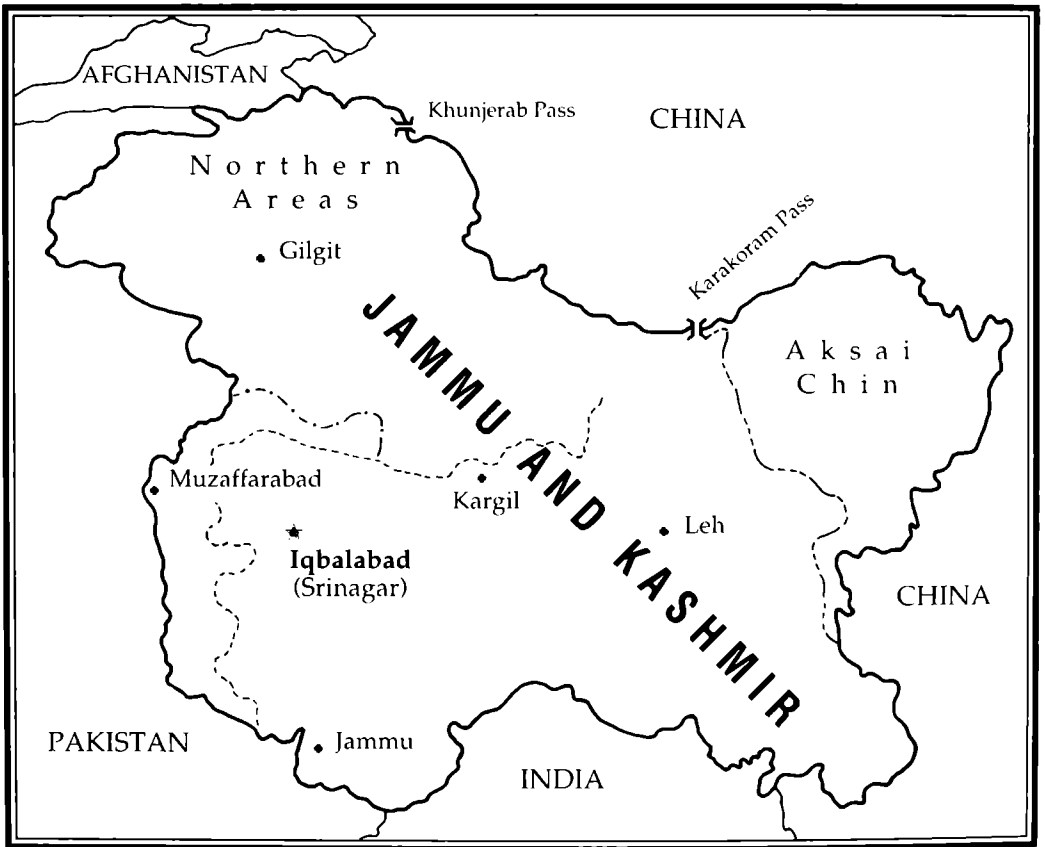 AFGHANISTAN
Khunjerab Pass
CHINA
Northern
Areas
Karakoram Pass
Gilgit
JAMMU AND KASHMIR
Aksai
Chin
Muzaffarabad
Kargil
Leh
Iqbalabad
(Srinagar)
CHINA
PAKISTAN
Jammu
INDIA